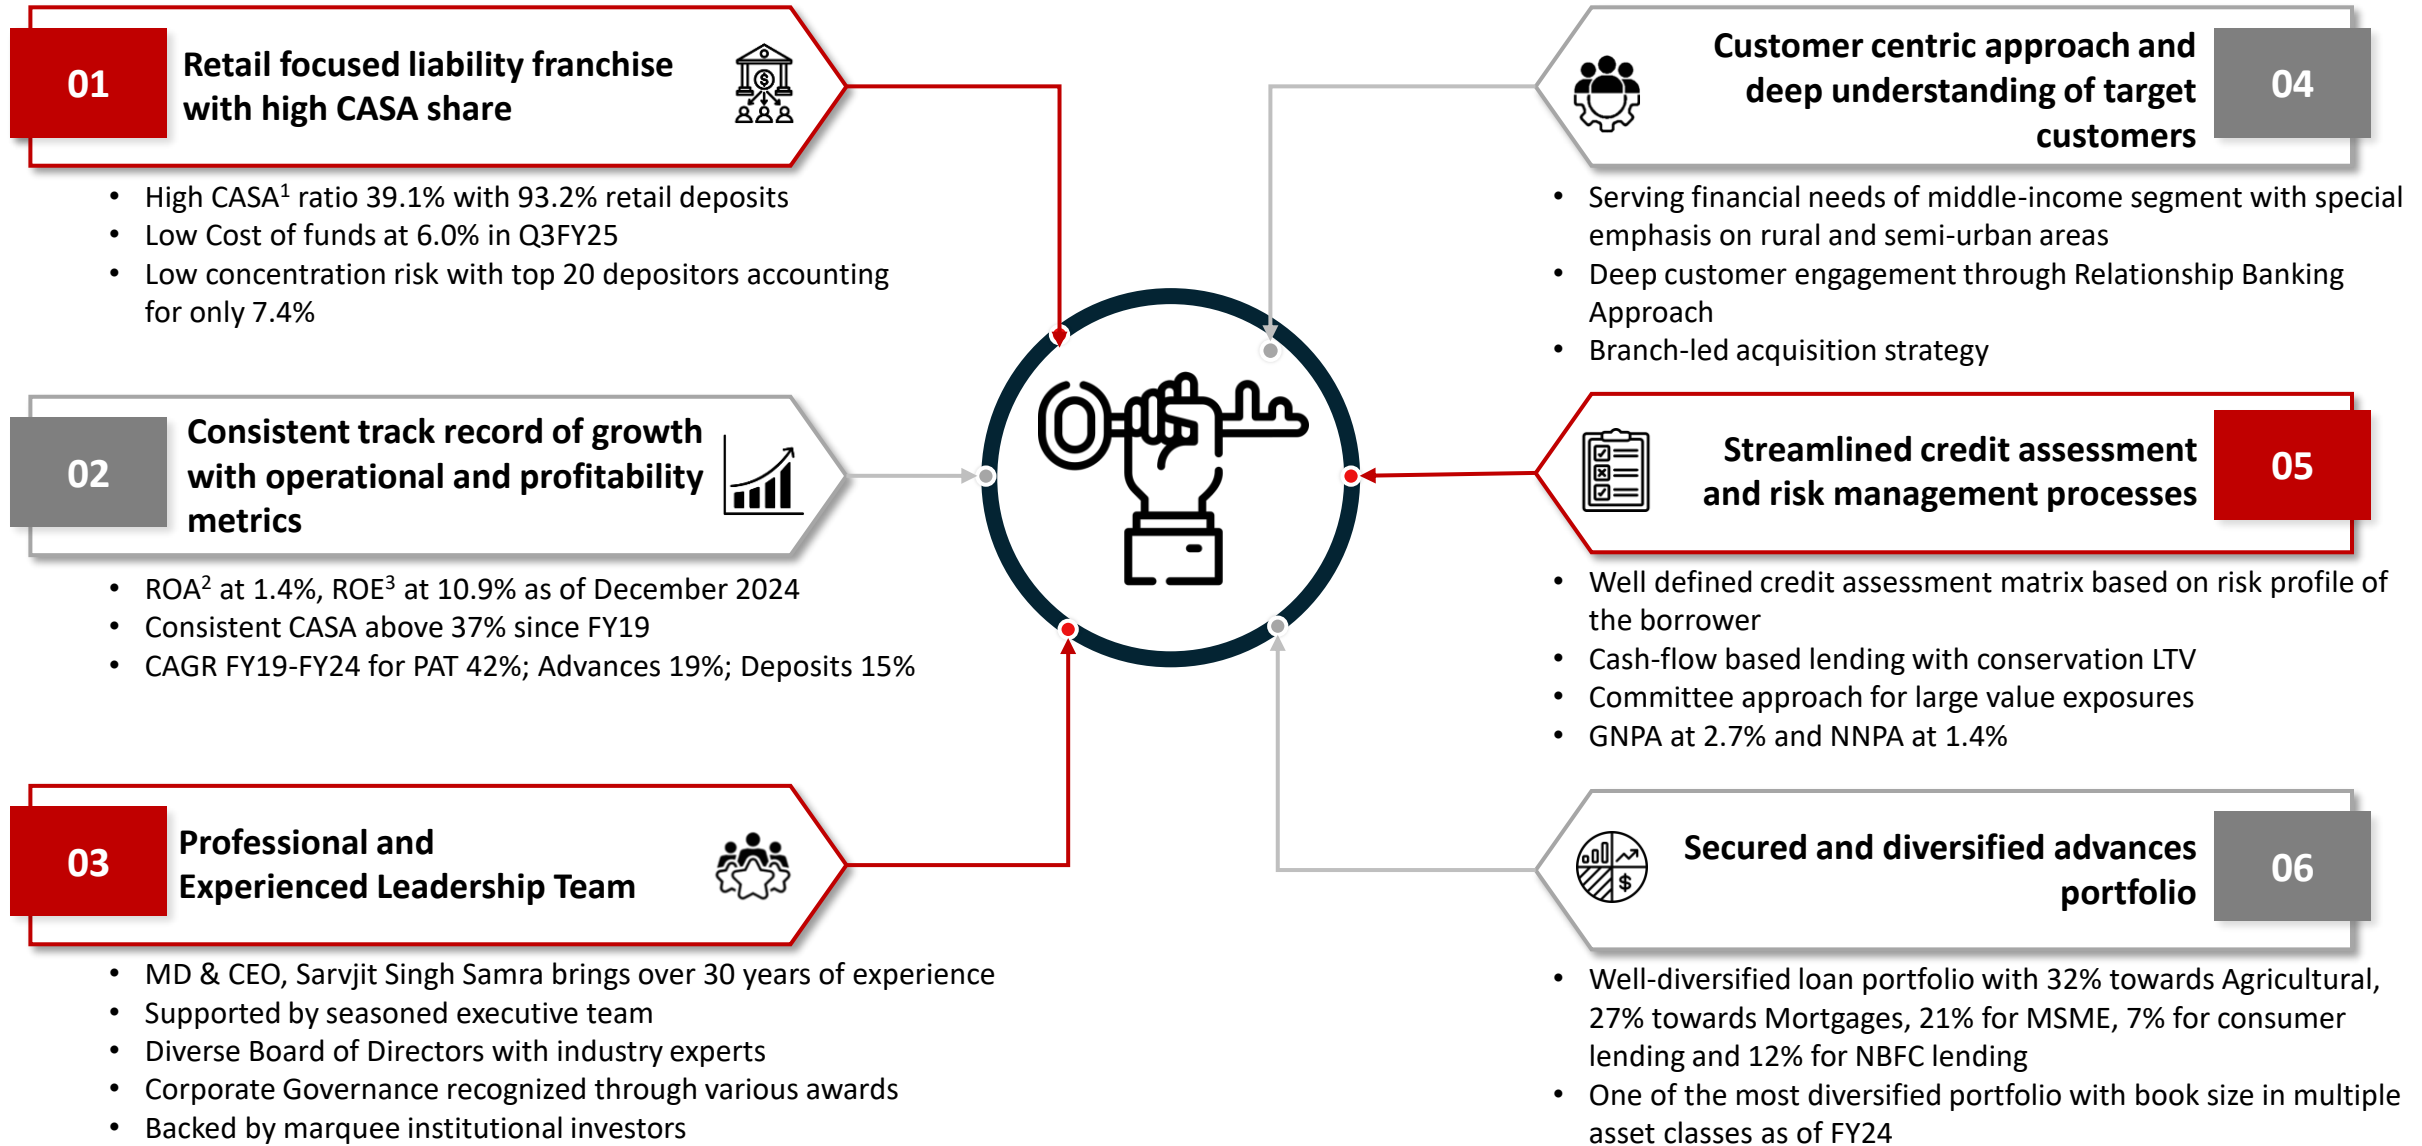 01
Retail focused liability franchise
with high CASA share
• High CASA1 ratio 39.1% with 93.2% retail deposits
• Low Cost of funds at 6.0% in Q3FY25
• Low concentration risk with top 20 depositors accounting
for only 7.4%
02
Consistent track record of growth
with operational and profitability
metrics
• ROA2 at 1.4%, ROE3 at 10.9% as of December 2024
• Consistent CASA above 37% since FY19
• CAGR FY19-FY24 for PAT 42%; Advances 19%; Deposits 15%
03
Professional and
Experienced Leadership Team
• MD & CEO, Sarvjit Singh Samra brings over 30 years of experience
• Supported by seasoned executive team
• Diverse Board of Directors with industry experts
• Corporate Governance recognized through various awards
• Backed by marquee institutional investors
Customer centric approach and
deep understanding of target
customers
04
• Serving financial needs of middle-income segment with special
emphasis on rural and semi-urban areas
• Deep customer engagement through Relationship Banking
Approach
• Branch-led acquisition strategy
Streamlined credit assessment
and risk management processes
05
• Well defined credit assessment matrix based on risk profile of
the borrower
• Cash-flow based lending with conservation LTV
• Committee approach for large value exposures
• GNPA at 2.7% and NNPA at 1.4%
Secured and diversified advances
portfolio
06
• Well-diversified loan portfolio with 32% towards Agricultural,
27% towards Mortgages, 21% for MSME, 7% for consumer
lending and 12% for NBFC lending
• One of the most diversified portfolio with book size in multiple
asset classes as of FY24